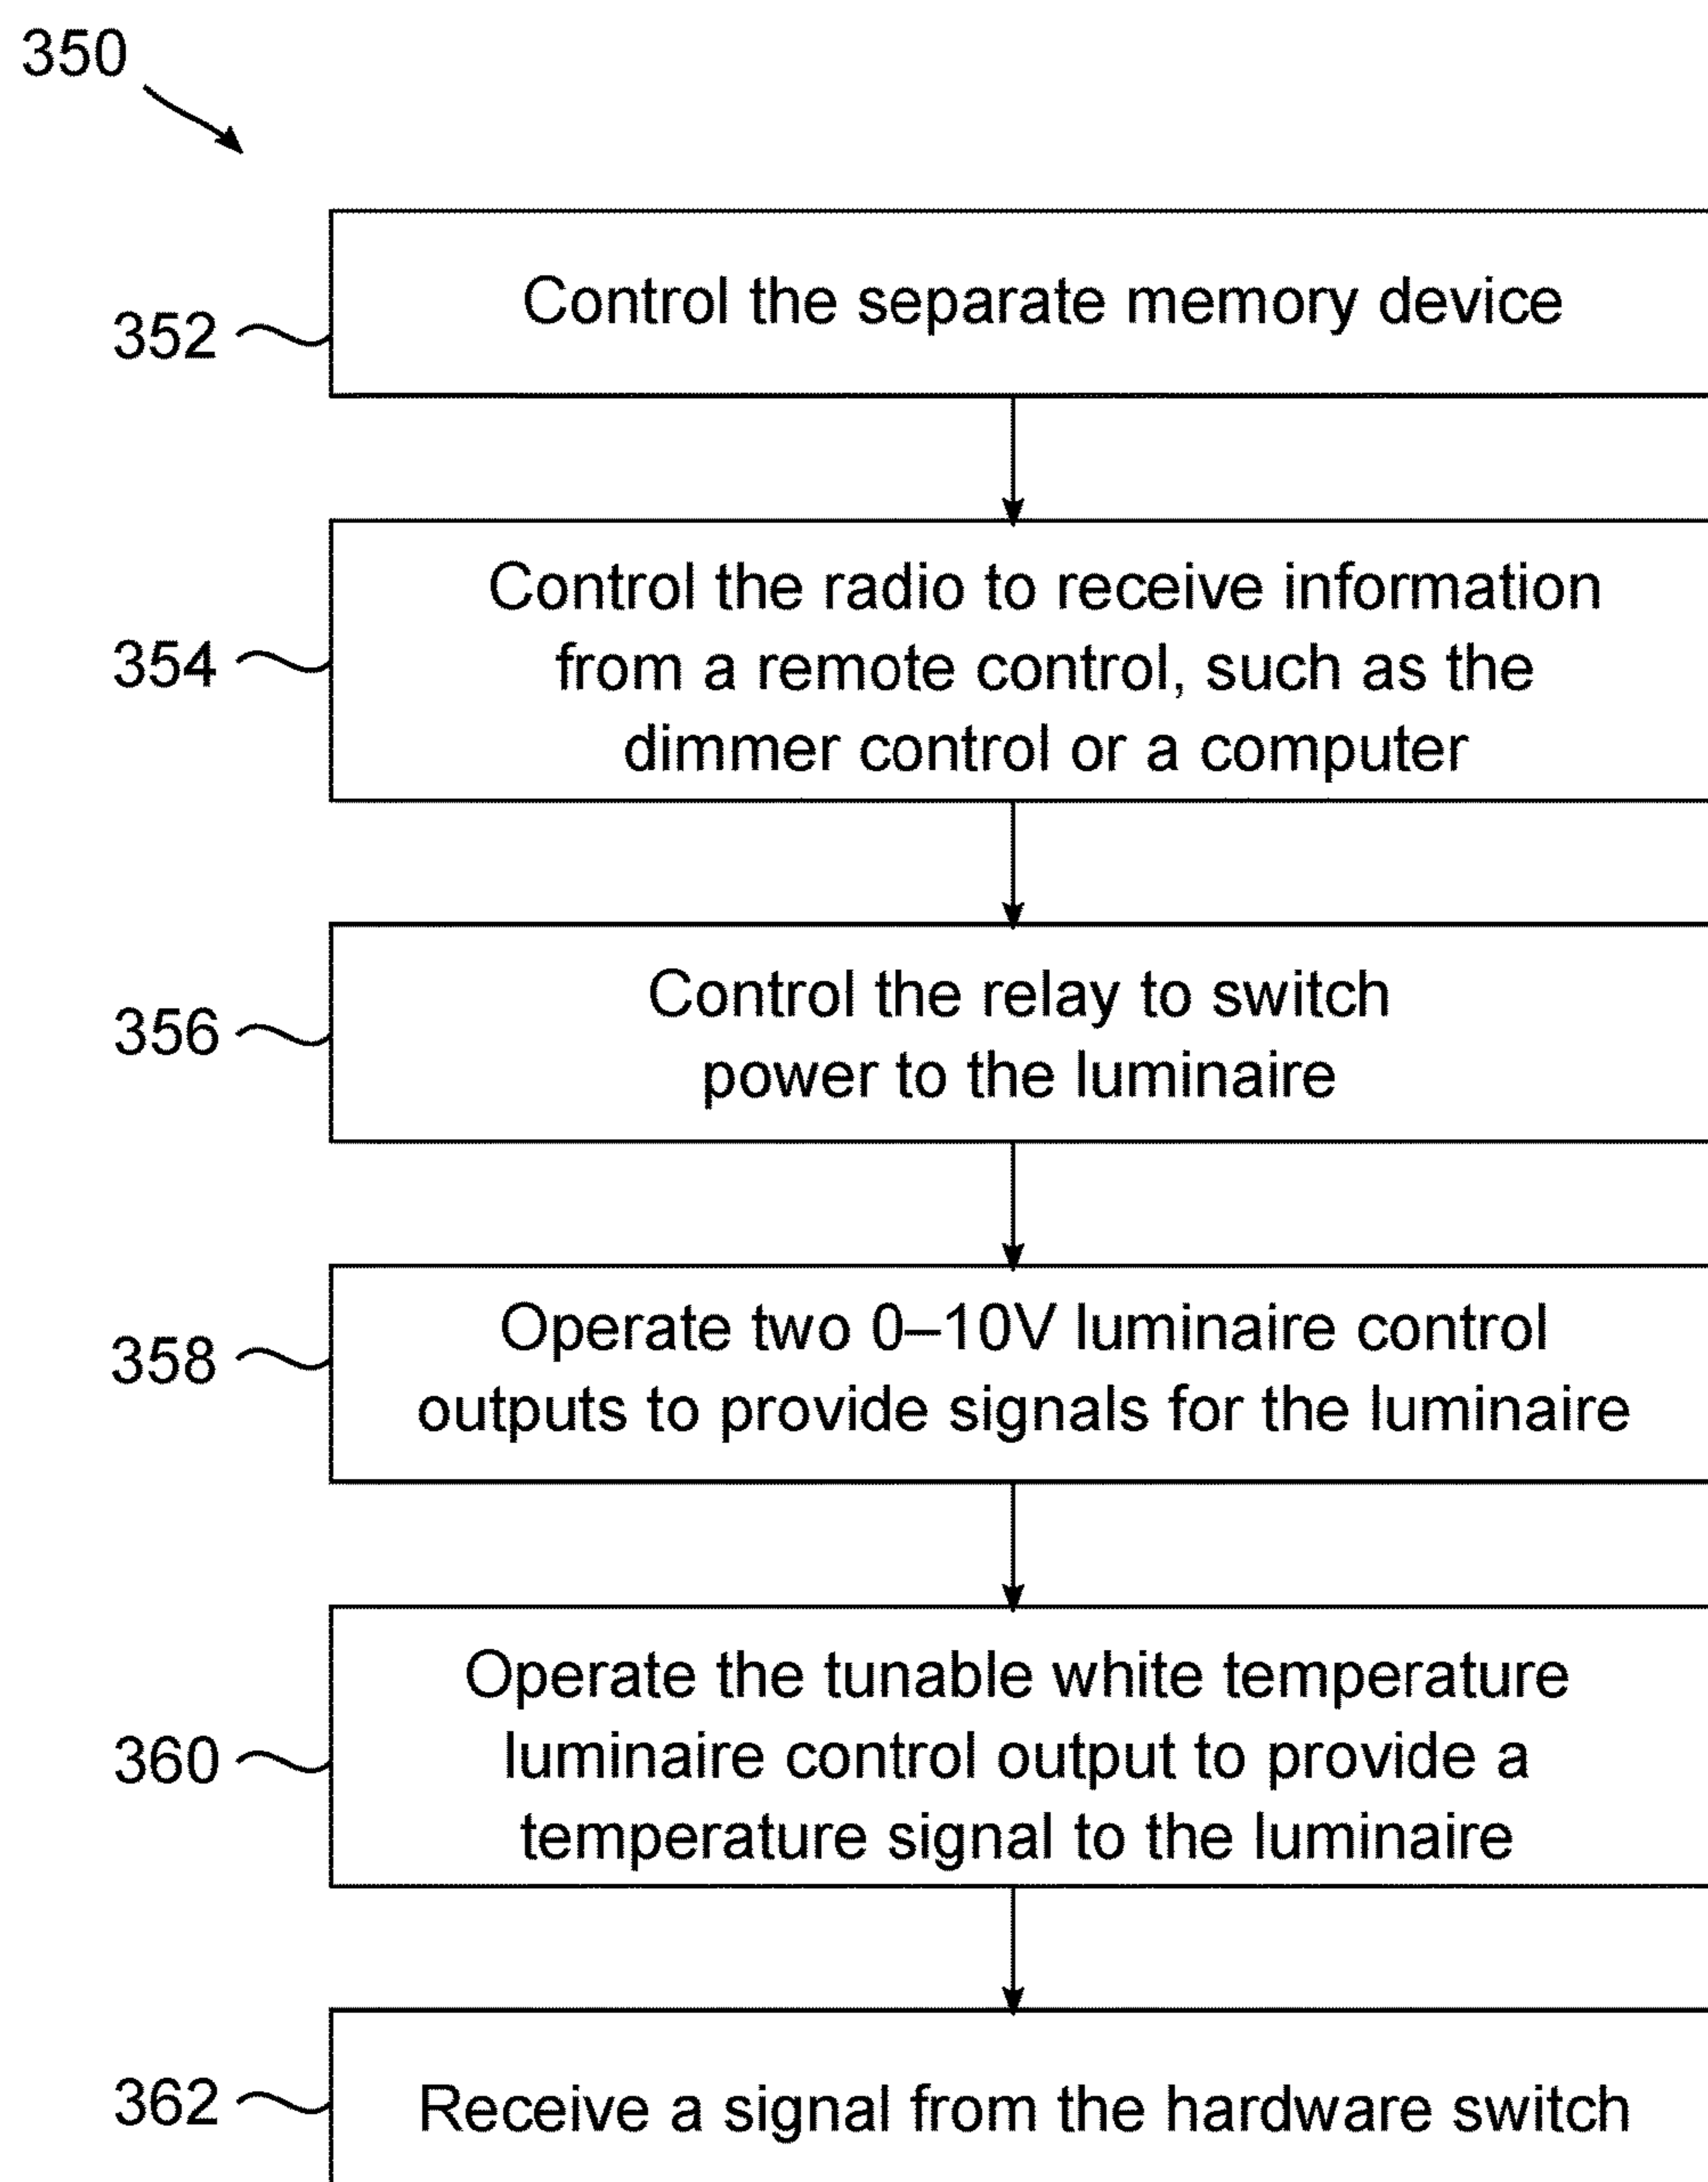 350
352
Control the separate memory device
354
Control the radio to receive information
from a remote control, such as the
dimmer control or a computer
356
Control the relay to switch
power to the luminaire
358
Operate two 0–10V luminaire control
outputs to provide signals for the luminaire
360
Operate the tunable white temperature
luminaire control output to provide a
temperature signal to the luminaire
362
Receive a signal from the hardware switch